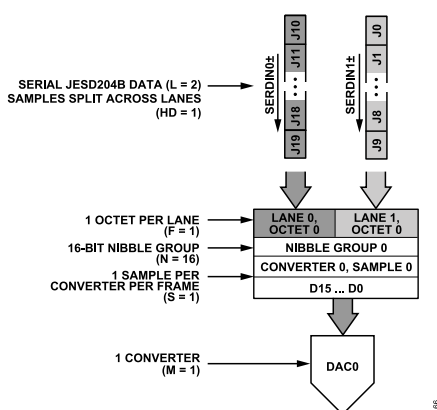 J10
J11
J18
J19
SERDIN0±
J0
J1
J8
J9
SERDIN1±
SERIAL JESD204B DATA (L = 2)
SAMPLES SPLIT ACROSS LANES
(HD = 1)
1 OCTET PER LANE
(F = 1)
LANE 0,
OCTET 0
LANE 1,
OCTET 0
16-BIT NIBBLE GROUP
(N = 16)
NIBBLE GROUP 0
1 SAMPLE PER
CONVERTER PER FRAME
(S = 1)
CONVERTER 0, SAMPLE 0
D15 ... D0
1 CONVERTER
(M = 1)
DAC0